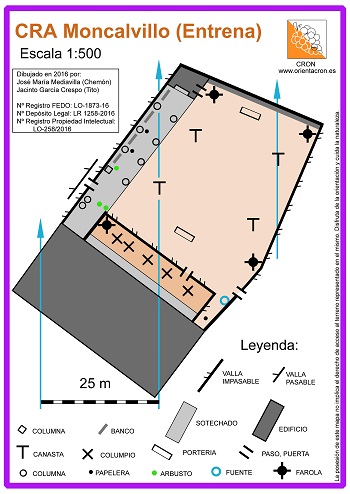 CRA Moncalvillo (Entrena)
Escala 1:500
CRON
www.orientacron.es
Dibujado en 2016 por:
José María Mediavilla (Chemón)
Jacinto García Crespo (Tito)
Nº Registro FEDO: LO-1873-16
Nº Depósito Legal: LR 1258-2016
Nº Registro Propiedad Intelectual:
LO-258/2016
La posesión de este mapa no implica el derecho de acceso al terreno representado en el mismo. Disfruta de la orientación y cuida la naturaleza
Leyenda:
25 m
VALLA IMPASABLE
VALLA PASABLE
COLUMNA
BANCO
SOTECHADO
EDIFICIO
CANASTA
COLUMPIO
PORTERIA
PASO, PUERTA
COLUMNA
PAPELERA
ARBUSTO
FUENTE
FAROLA